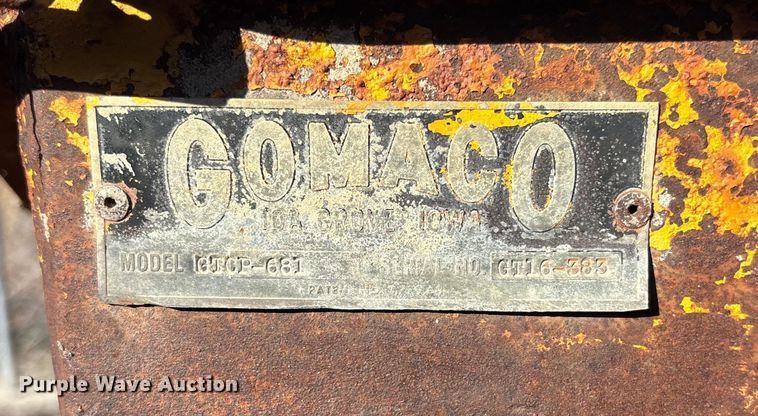 GOMACO
IDA GROVE, IOWA
MODEL GTCP-681 SERIAL NO. GT16-383
Purple Wave Auction